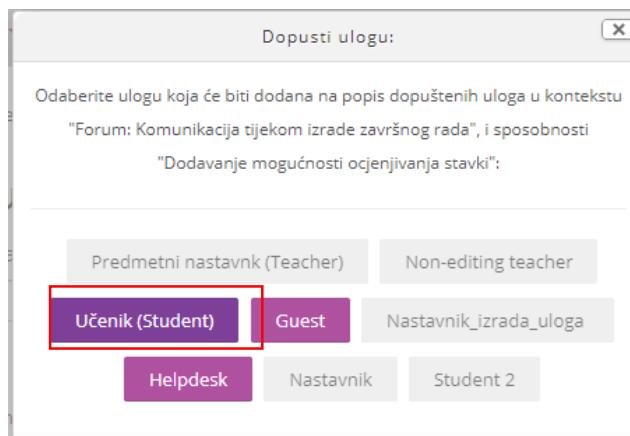 Dopusti ulogu:
Odaberite ulogu koja će biti dodana na popis dopuštenih uloga u kontekstu
"Forum: Komunikacija tijekom izrade završnog rada", i sposobnosti
"Dodavanje mogućnosti ocjenjivanja stavki":
Predmetni nastavnk (Teacher) Non-editing teacher
Učenik (Student) Guest Nastavnik_izrada_uloga
Helpdesk Nastavnik Student 2